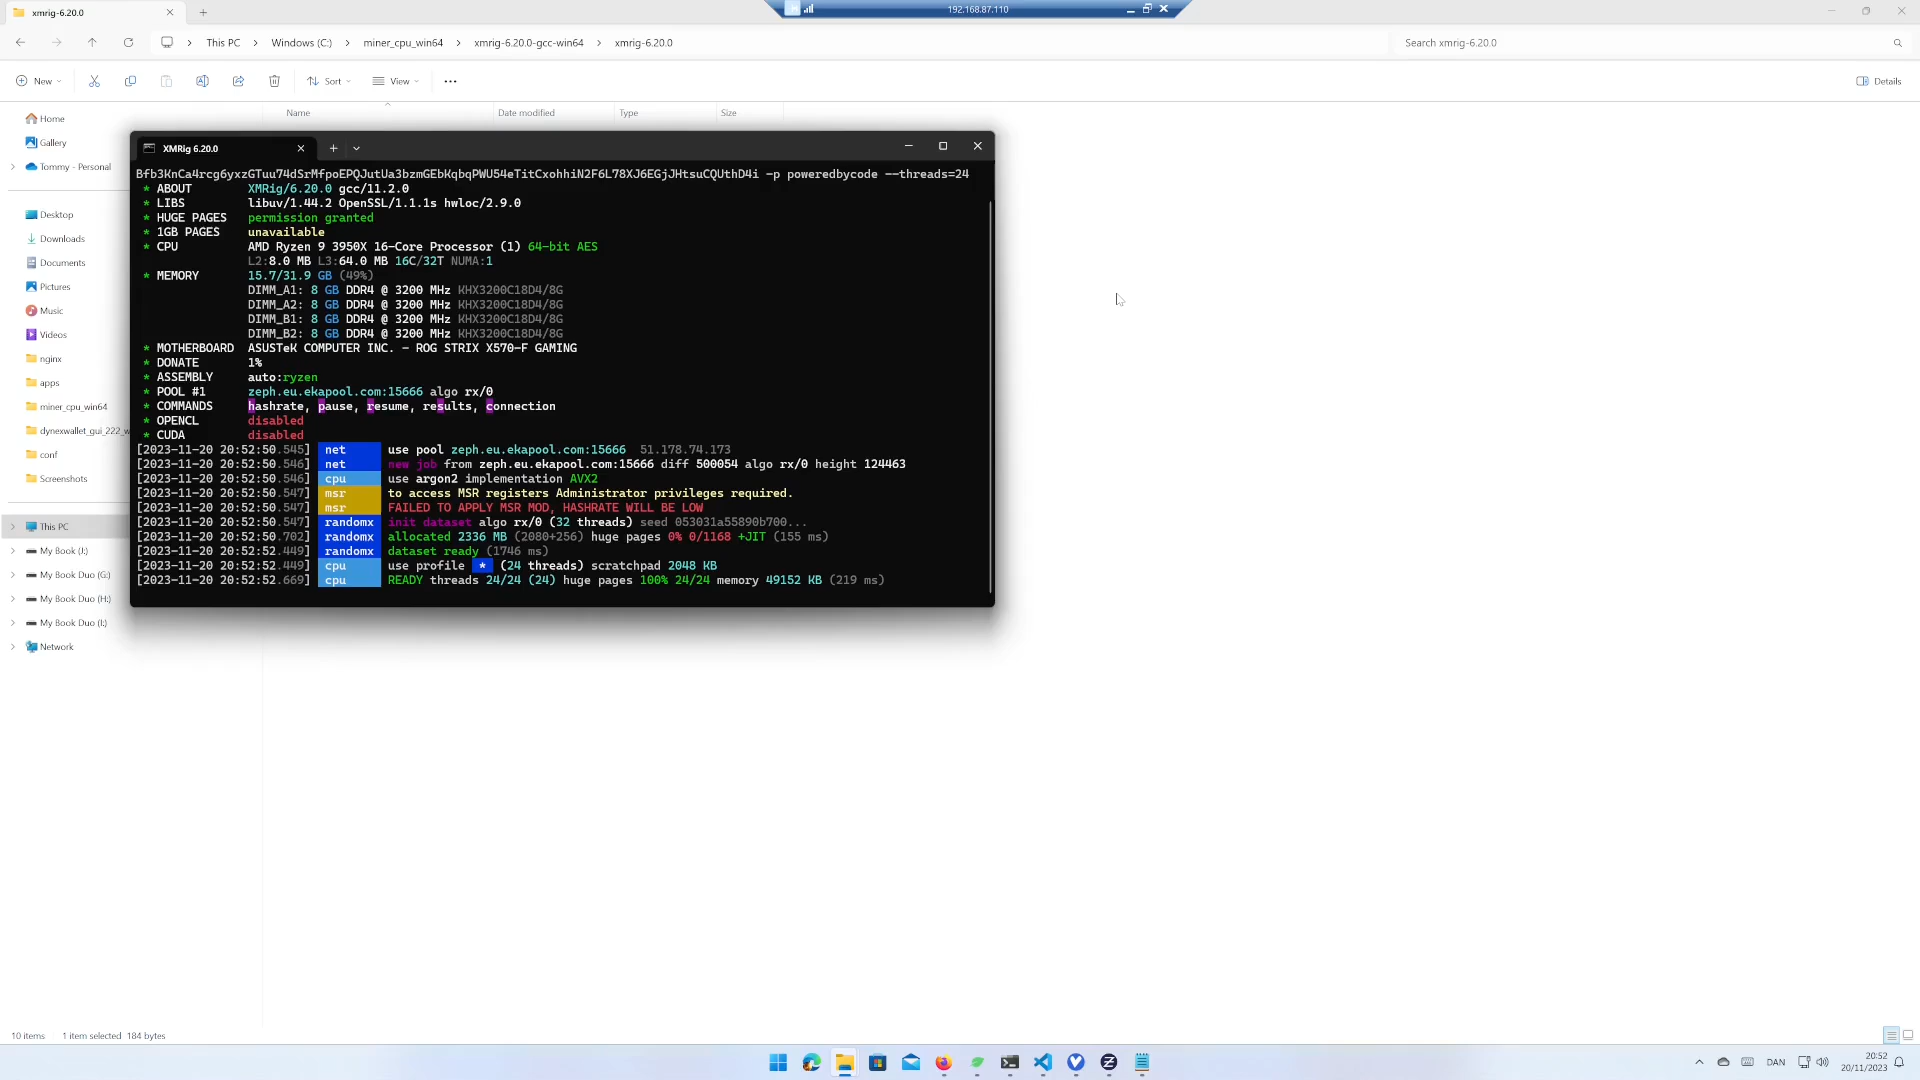 xmrig-6.20.0
192.168.87.110
This PC > Windows (C:) > miner_cpu_win64 > xmrig-6.20.0-gcc-win64 > xmrig-6.20.0
Search xmrig-6.20.0
New
Sort
View
Details
Name
Date modified
Type
Size
Home
Gallery
Tommy - Personal
Desktop
Downloads
Documents
Pictures
Music
Videos
nginx
apps
miner_cpu_win64
dynexwallet_gui_222_w
conf
Screenshots
This PC
My Book (J:)
My Book Duo (G:)
My Book Duo (H:)
My Book Duo (I:)
Network
XMRig 6.20.0
Bfb3KnCa4rcg6yxzGTuu74dSrMfpoEPQJutUa3bzmGEbKqbqPWU54eTitCxohhiN2F6L78XJ6EGjJHtsuCQUthD4i -p poweredbycode --threads=24
* ABOUT XMRig/6.20.0 gcc/11.2.0
* LIBS libuv/1.44.2 OpenSSL/1.1.1s hwloc/2.9.0
* HUGE PAGES permission granted
* 1GB PAGES unavailable
* CPU AMD Ryzen 9 3950X 16-Core Processor (1) 64-bit AES
L2:8.0 MB L3:64.0 MB 16C/32T NUMA:1
* MEMORY 15.7/31.9 GB (49%)
DIMM_A1: 8 GB DDR4 @ 3200 MHz KHX3200C18D4/8G
DIMM_A2: 8 GB DDR4 @ 3200 MHz KHX3200C18D4/8G
DIMM_B1: 8 GB DDR4 @ 3200 MHz KHX3200C18D4/8G
DIMM_B2: 8 GB DDR4 @ 3200 MHz KHX3200C18D4/8G
* MOTHERBOARD ASUSTeK COMPUTER INC. - ROG STRIX X570-F GAMING
* DONATE 1%
* ASSEMBLY auto:ryzen
* POOL #1 zeph.eu.ekapool.com:15666 algo rx/0
* COMMANDS hashrate, pause, resume, results, connection
* OPENCL disabled
* CUDA disabled
[2023-11-20 20:52:50.545] net use pool zeph.eu.ekapool.com:15666 51.178.74.173
[2023-11-20 20:52:50.546] net new job from zeph.eu.ekapool.com:15666 diff 500054 algo rx/0 height 124463
[2023-11-20 20:52:50.546] cpu use argon2 implementation AVX2
[2023-11-20 20:52:50.547] msr to access MSR registers Administrator privileges required.
[2023-11-20 20:52:50.547] msr FAILED TO APPLY MSR MOD, HASHRATE WILL BE LOW
[2023-11-20 20:52:50.547] randomx init dataset algo rx/0 (32 threads) seed 053031a55890b700...
[2023-11-20 20:52:50.702] randomx allocated 2336 MB (2080+256) huge pages 0% 0/1168 +JIT (155 ms)
[2023-11-20 20:52:52.449] randomx dataset ready (1746 ms)
[2023-11-20 20:52:52.449] cpu use profile * (24 threads) scratchpad 2048 KB
[2023-11-20 20:52:52.669] cpu READY threads 24/24 (24) huge pages 100% 24/24 memory 49152 KB (219 ms)
10 items
1 item selected 184 bytes
DAN
20:52
20/11/2023